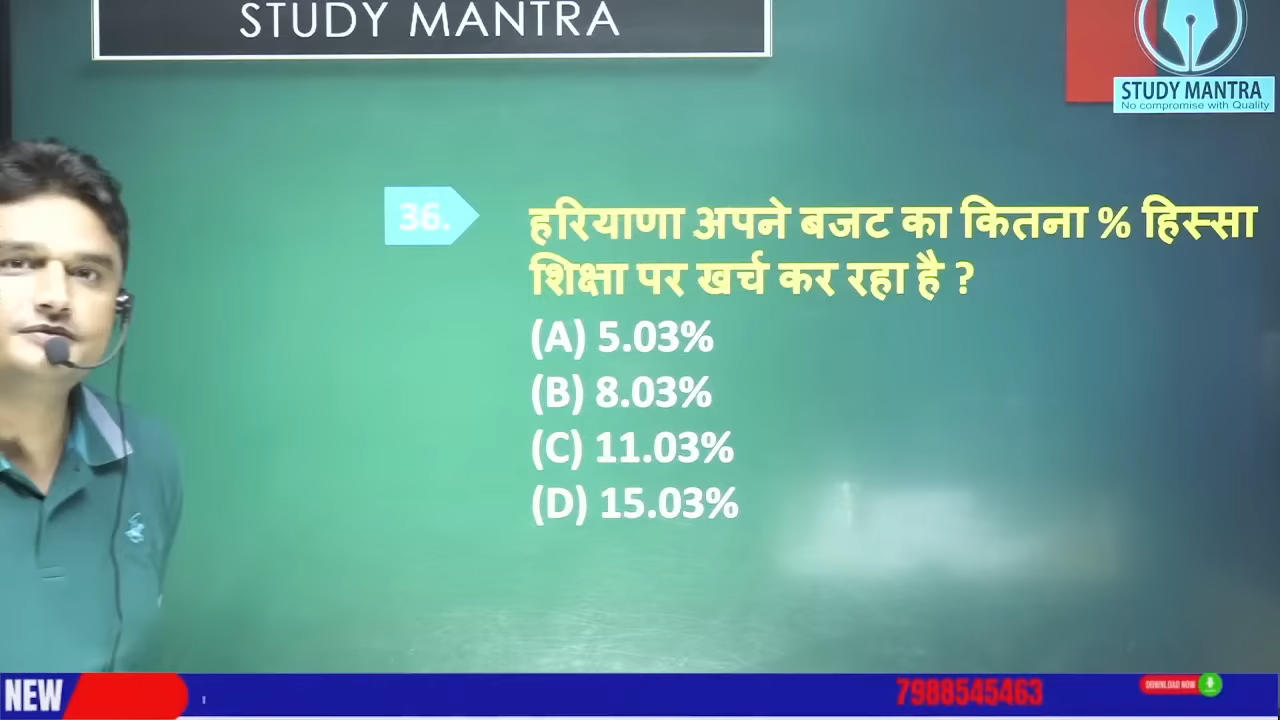 STUDY MANTRA
STUDY MANTRA
No compromise with Quality
36.
हरियाणा अपने बजट का कितना % हिस्सा
शिक्षा पर खर्च कर रहा है ?
(A) 5.03%
(B) 8.03%
(C) 11.03%
(D) 15.03%
NEW
7988545463
DOWNLOAD NOW